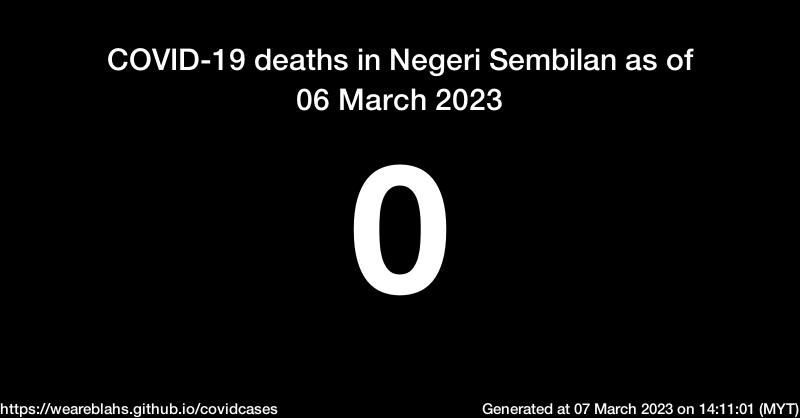 COVID-19 deaths in Negeri Sembilan as of
06 March 2023
0
https://weareblahs.github.io/covidcases
Generated at 07 March 2023 on 14:11:01 (MYT)